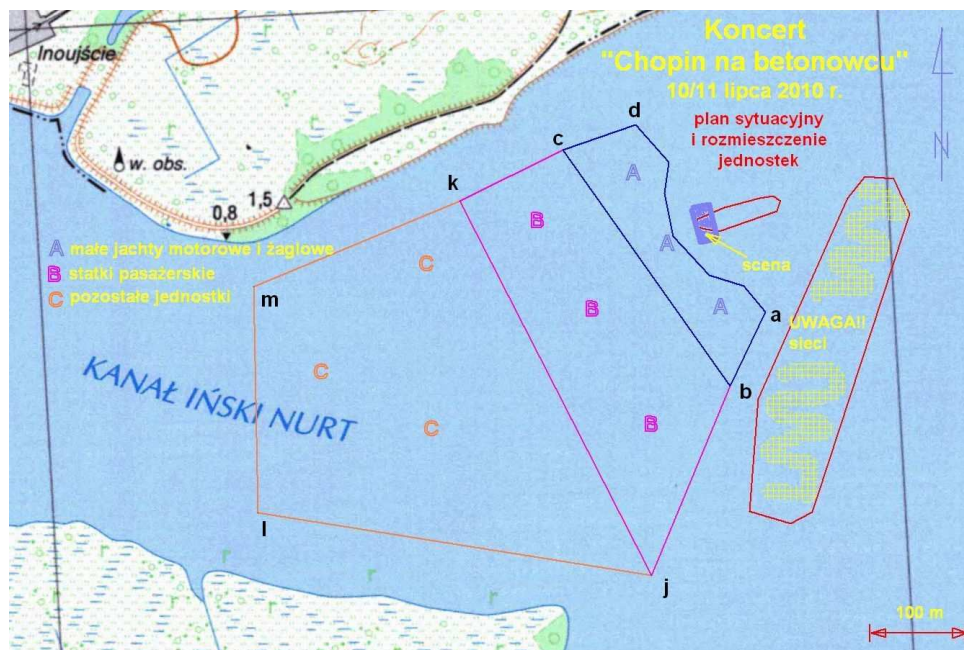 Koncert
"Chopin na betonowcu"
10/11 lipca 2010 r.
plan sytuacyjny
i rozmieszczenie
jednostek
N
Inoujście
w. obs.
1,5
0,8
d
c
k
A
B
A małe jachty motorowe i żaglowe
B statki pasażerskie
C pozostałe jednostki
C
A
scena
m
B
A
a
UWAGA!!
sieci
KANAŁ IŃSKI NURT
C
b
C
B
l
j
r
r
r
r
r
r
100 m